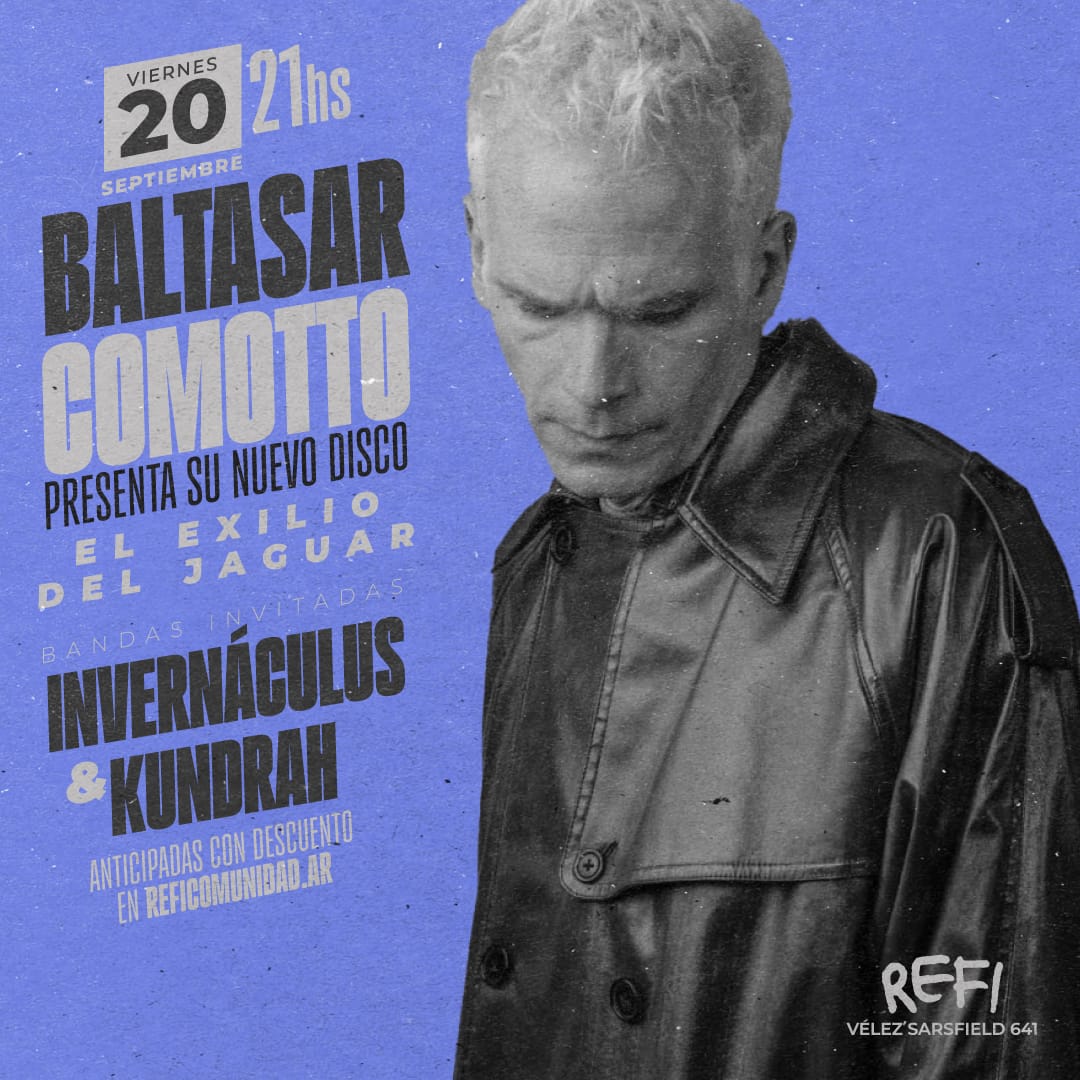 VIERNES
20
SEPTIEMBRE
21hs
BALTASAR
COMOTTO
PRESENTA SU NUEVO DISCO
EL EXILIO
DEL JAGUAR
BANDAS INVITADAS
INVERNÁCULUS
& KUNDRAH
ANTICIPADAS CON DESCUENTO
EN REFICOMUNIDAD.AR
REFI
VÉLEZ SARSFIELD 641